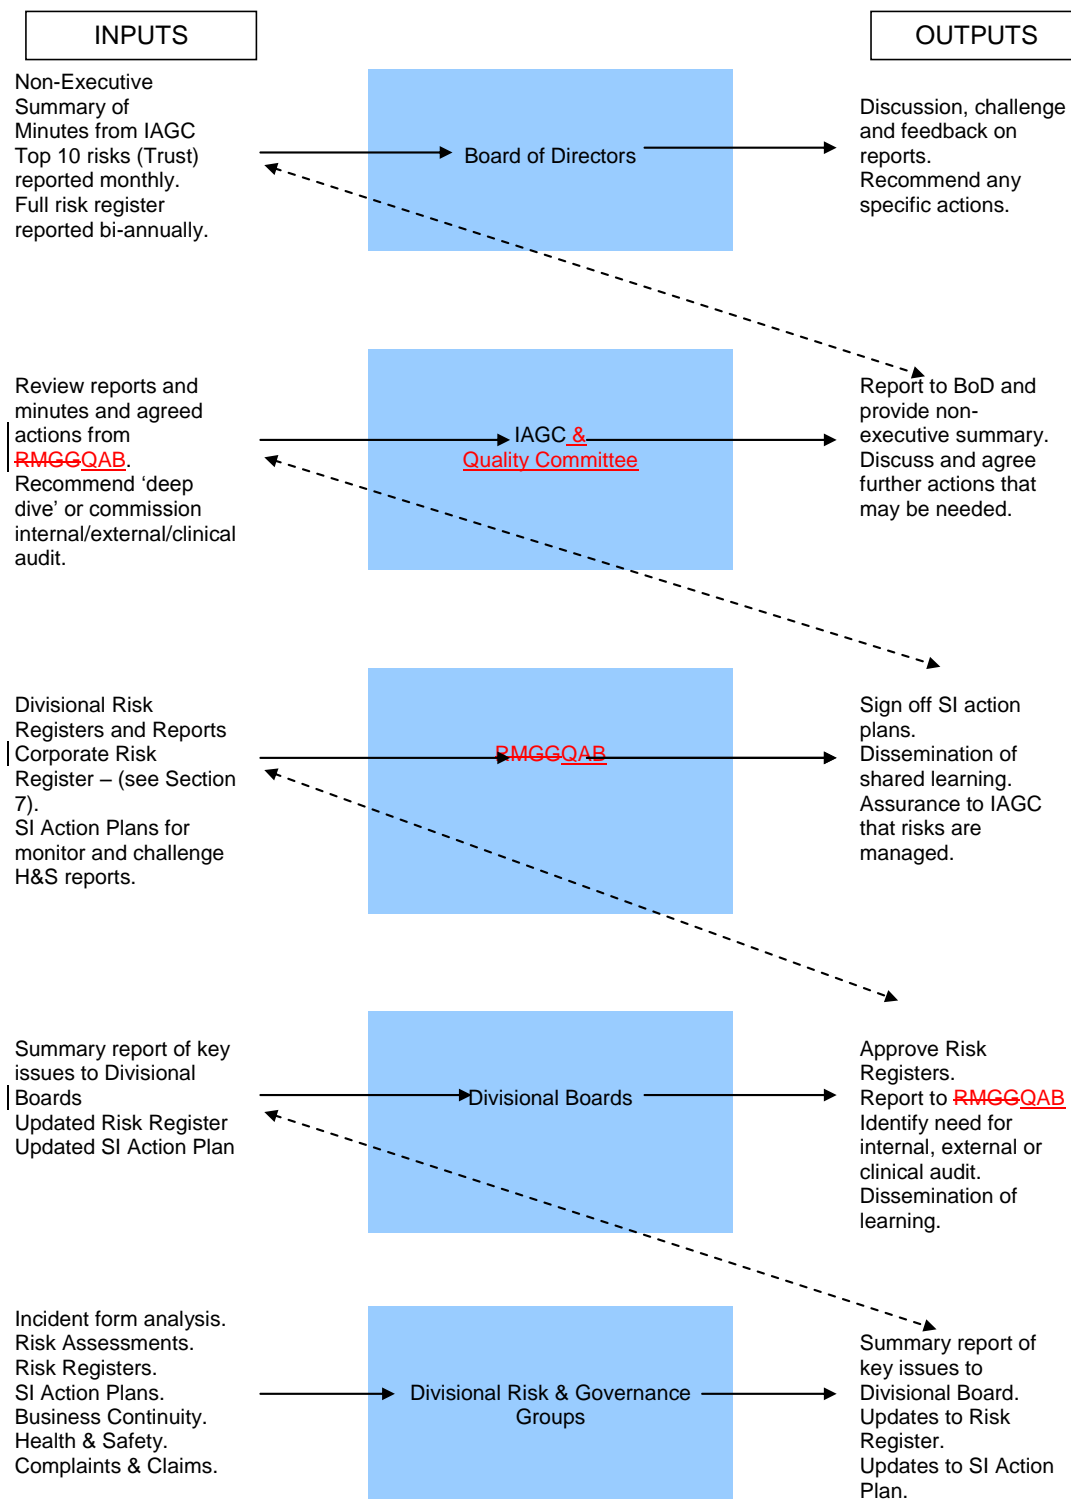 INPUTS
OUTPUTS
Non-Executive
Summary of
Minutes from IAGC
Top 10 risks (Trust)
reported monthly.
Full risk register
reported bi-annually.
Board of Directors
Discussion, challenge
and feedback on
reports.
Recommend any
specific actions.
Review reports and
minutes and agreed
actions from
RMGGQAB.
Recommend ‘deep
dive’ or commission
internal/external/clinical
audit.
IAGC &
Quality Committee
Report to BoD and
provide non-
executive summary.
Discuss and agree
further actions that
may be needed.
Divisional Risk
Registers and Reports
Corporate Risk
Register – (see Section
7).
SI Action Plans for
monitor and challenge
H&S reports.
RMGGQAB
Sign off SI action
plans.
Dissemination of
shared learning.
Assurance to IAGC
that risks are
managed.
Summary report of key
issues to Divisional
Boards
Updated Risk Register
Updated SI Action Plan
Divisional Boards
Approve Risk
Registers.
Report to RMGGQAB
Identify need for
internal, external or
clinical audit.
Dissemination of
learning.
Incident form analysis.
Risk Assessments.
Risk Registers.
SI Action Plans.
Business Continuity.
Health & Safety.
Complaints & Claims.
Divisional Risk & Governance
Groups
Summary report of
key issues to
Divisional Board.
Updates to Risk
Register.
Updates to SI Action
Plan.